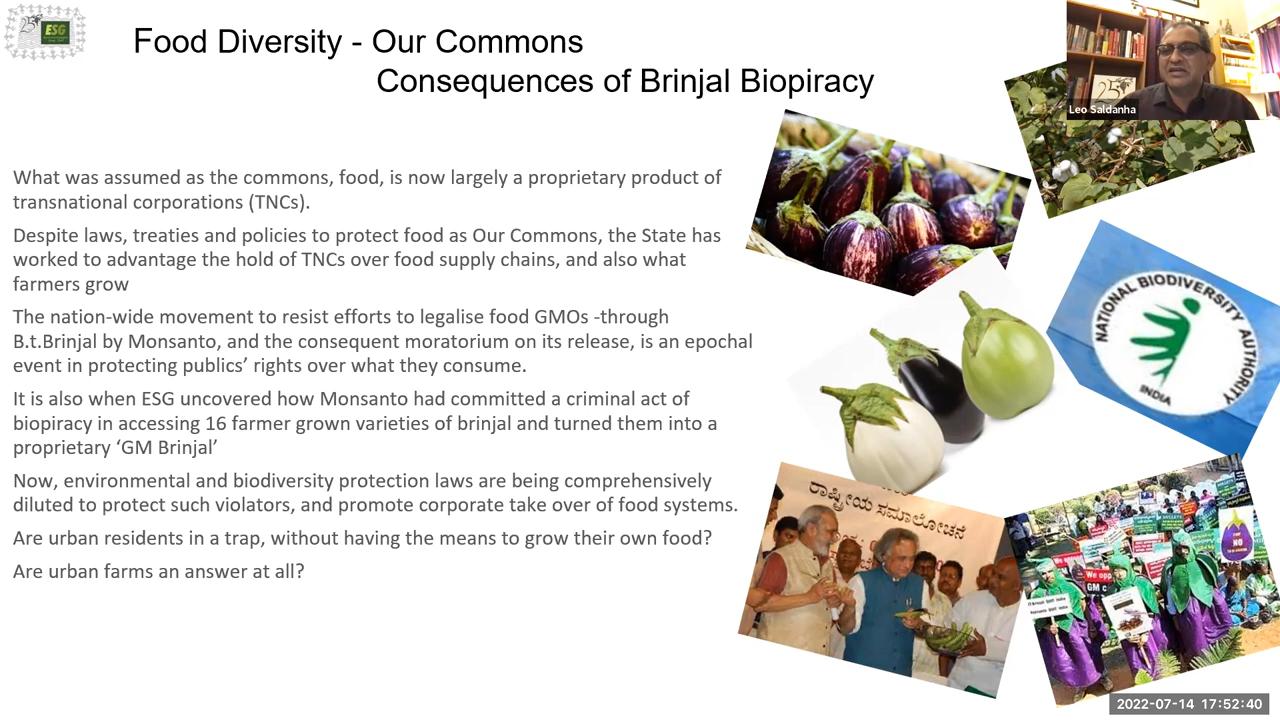 25
ESG
Food Diversity - Our Commons
Consequences of Brinjal Biopiracy
25
Leo Saldanha
What was assumed as the commons, food, is now largely a proprietary product of
transnational corporations (TNCs).
Despite laws, treaties and policies to protect food as Our Commons, the State has
worked to advantage the hold of TNCs over food supply chains, and also what
farmers grow
The nation-wide movement to resist efforts to legalise food GMOs -through
B.t.Brinjal by Monsanto, and the consequent moratorium on its release, is an epochal
event in protecting publics’ rights over what they consume.
It is also when ESG uncovered how Monsanto had committed a criminal act of
biopiracy in accessing 16 farmer grown varieties of brinjal and turned them into a
proprietary ‘GM Brinjal’
Now, environmental and biodiversity protection laws are being comprehensively
diluted to protect such violators, and promote corporate take over of food systems.
Are urban residents in a trap, without having the means to grow their own food?
Are urban farms an answer at all?
NATIONAL BIODIVERSITY AUTHORITY
INDIA
ರಾಷ್ಟ್ರೀಯ ಸಮಾಲೋಚನೆ
We opp
GM c
NO
2022-07-14 17:52:40